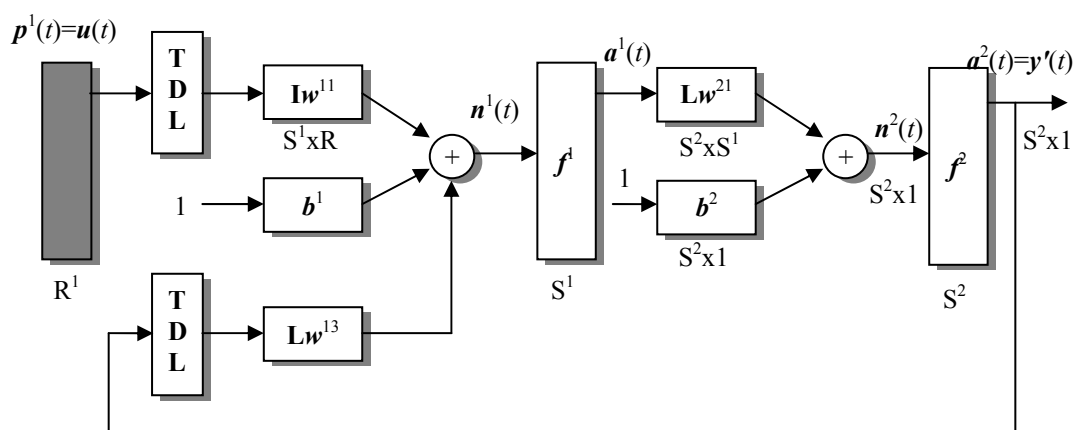 p¹(t)=u(t)
T
D
L
Iw¹¹
S¹xR
1
b¹
R¹
T
D
L
Lw¹³
+
n¹(t)
f¹
S¹
a¹(t)
Lw²¹
S²xS¹
1
b²
S²x1
+
n²(t)
S²x1
f²
S²
a²(t)=y'(t)
S²x1